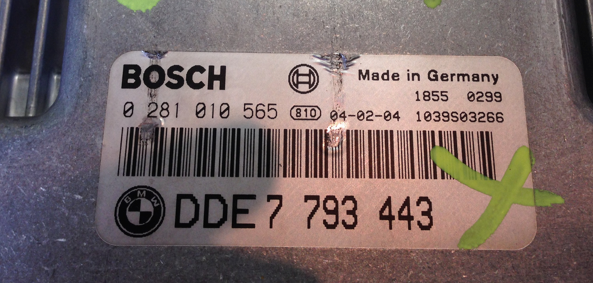 BOSCH Made in Germany
1855 0299
0 281 010 565 810 04-02-04 1039S03266
BMW DDE 7 793 443